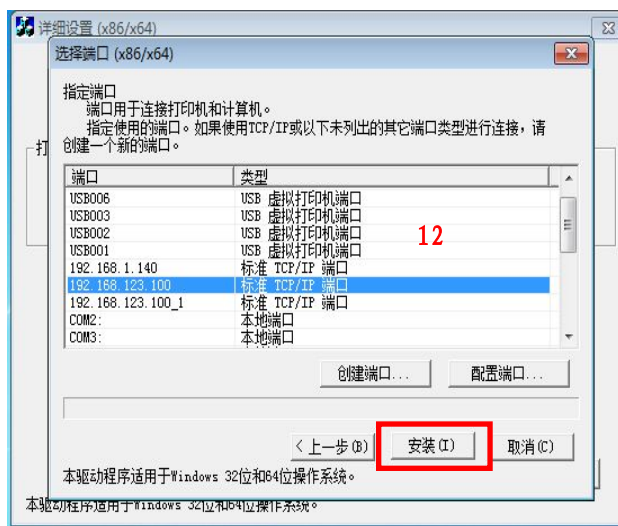 详细设置 (x86/x64)
选择端口 (x86/x64)
指定端口
端口用于连接打印机和计算机。
指定使用的端口。如果使用TCP/IP或以下未列出的其它端口类型进行连接，请
创建一个新的端口。
打
端口 类型
USB006 USB 虚拟打印机端口
USB003 USB 虚拟打印机端口
USB002 USB 虚拟打印机端口
12
USB001 USB 虚拟打印机端口
192.168.1.140 标准 TCP/IP 端口
192.168.123.100 标准 TCP/IP 端口
192.168.123.100_1 标准 TCP/IP 端口
COM2: 本地端口
COM3: 本地端口
创建端口... 配置端口...
< 上一步(B) 安装(I) 取消(C)
本驱动程序适用于Windows 32位和64位操作系统。
本驱动程序适用于Windows 32位和64位操作系统。